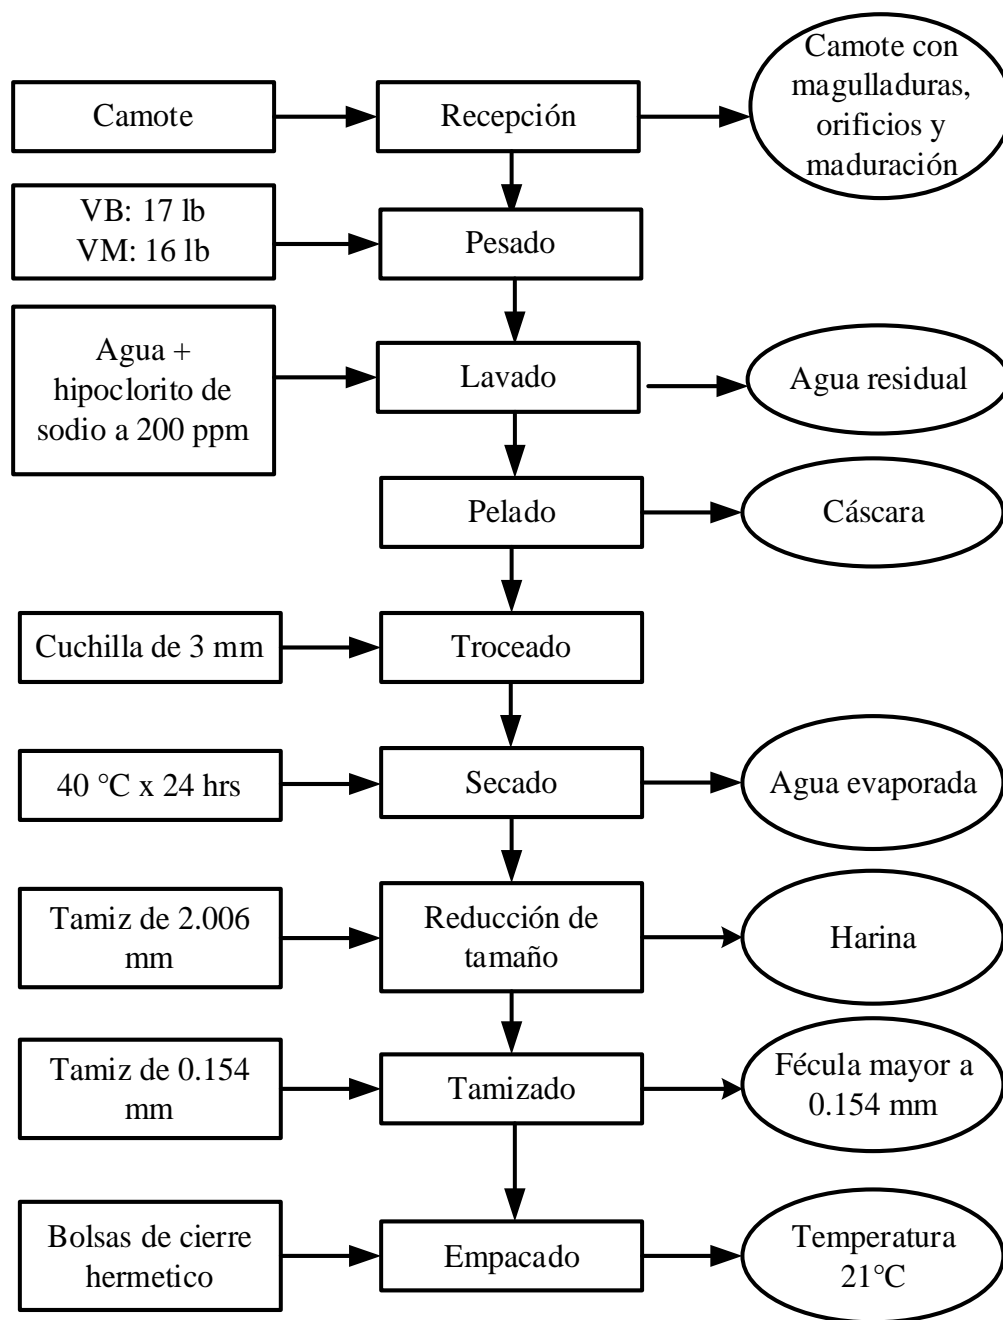 Camote
Recepción
Camote con
magulladuras,
orificios y
maduración
VB: 17 lb
VM: 16 lb
Pesado
Agua +
hipoclorito de
sodio a 200 ppm
Lavado
Agua residual
Pelado
Cáscara
Cuchilla de 3 mm
Troceado
40 °C x 24 hrs
Secado
Agua evaporada
Tamiz de 2.006
mm
Reducción de
tamaño
Harina
Tamiz de 0.154
mm
Tamizado
Fécula mayor a
0.154 mm
Bolsas de cierre
hermetico
Empacado
Temperatura
21°C